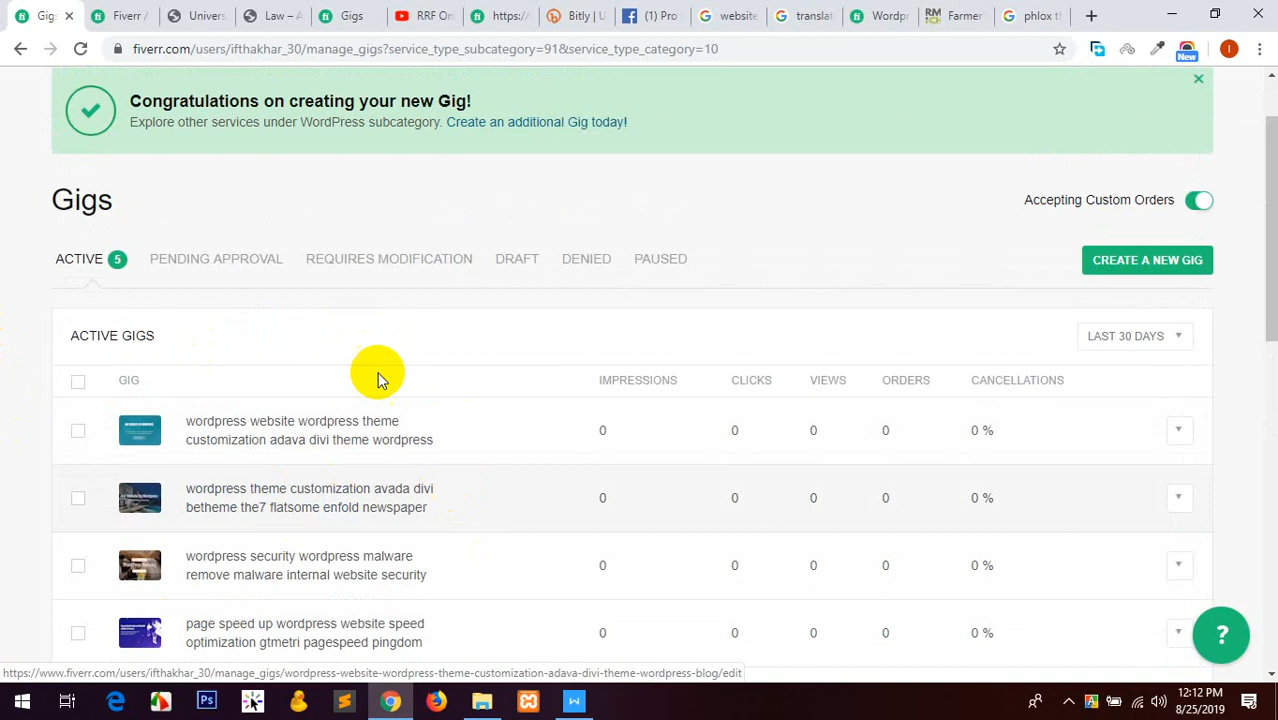 Gig
Fiverr /
Univers
Law – A
Gigs
RRF On
https:/
Bitly | U
(1) Pro
website
translat
Wordpr
Farmer'
phlox th
fiverr.com/users/ifthakhar_30/manage_gigs?service_type_subcategory=91&service_type_category=10
I
New
Congratulations on creating your new Gig!
Explore other services under WordPress subcategory. Create an additional Gig today!
Gigs
Accepting Custom Orders
ACTIVE 5 PENDING APPROVAL REQUIRES MODIFICATION DRAFT DENIED PAUSED
CREATE A NEW GIG
ACTIVE GIGS
LAST 30 DAYS
GIG IMPRESSIONS CLICKS VIEWS ORDERS CANCELLATIONS
wordpress website wordpress theme
customization adava divi theme wordpress
0 0 0 0 0 %
wordpress theme customization avada divi
betheme the7 flatsome enfold newspaper
0 0 0 0 0 %
wordpress security wordpress malware
remove malware internal website security
0 0 0 0 0 %
page speed up wordpress website speed
optimization gtmetri pagespeed pingdom
0 0 0 0 0 %
?
https://www.fiverr.com/users/ifthakhar_30/manage_gigs/wordpress-website-wordpress-theme-customization-adava-divi-theme-wordpress-blog/edit
Ps
W
12:12 PM
8/25/2019